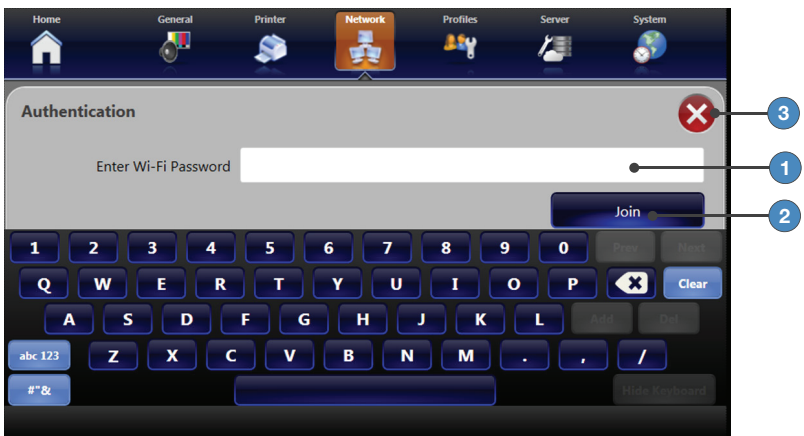 Home General Printer Network Profiles Server System
Authentication
3
Enter Wi-Fi Password
1
Join
2
1 2 3 4 5 6 7 8 9 0 Prev Next
Q W E R T Y U I O P Clear
A S D F G H J K L Add Del
abc 123 Z X C V B N M . , /
#"& Hide Keyboard